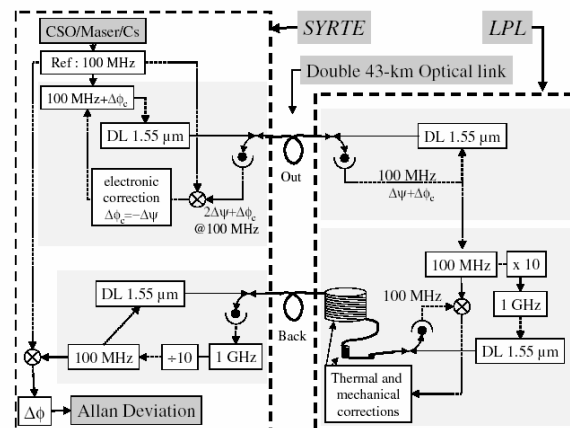 CSO/Maser/Cs
SYRTE
LPL
Ref : 100 MHz
Double 43-km Optical link
100 MHz+Δϕc
DL 1.55 µm
DL 1.55 µm
electronic
correction
Δϕc=−Δψ
2Δψ+Δϕc
@100 MHz
Out
100 MHz
Δψ+Δϕc
100 MHz
x 10
DL 1.55 µm
100 MHz
1 GHz
Back
100 MHz
÷10
1 GHz
DL 1.55 µm
Thermal and
mechanical
corrections
Δϕ
Allan Deviation